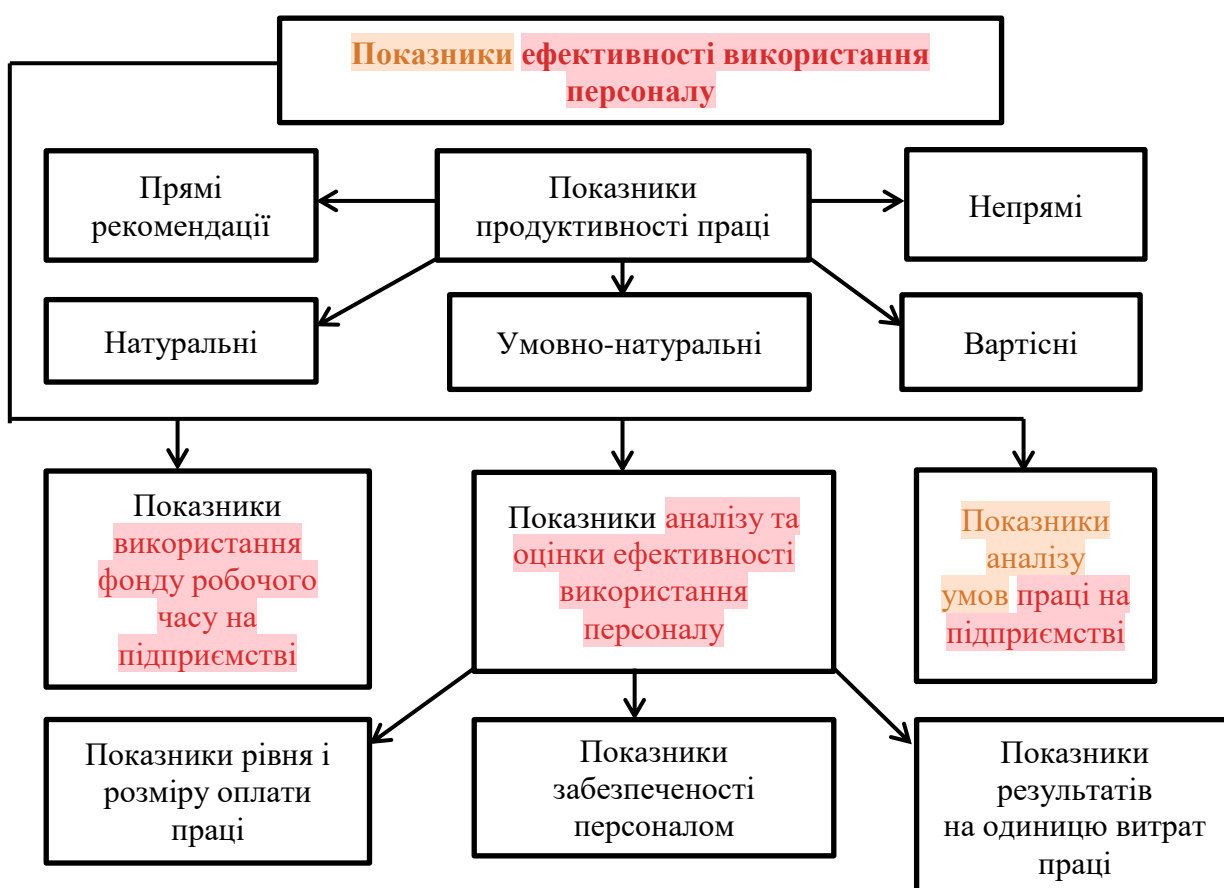 Показники ефективності використання
персоналу
Прямі
рекомендації
Показники
продуктивності праці
Непрямі
Натуральні
Умовно-натуральні
Вартісні
Показники
використання
фонду робочого
часу на
підприємстві
Показники аналізу та
оцінки ефективності
використання
персоналу
Показники
аналізу
умов праці на
підприємстві
Показники рівня і
розміру оплати
праці
Показники
забезпеченості
персоналом
Показники
результатів
на одиницю витрат
праці